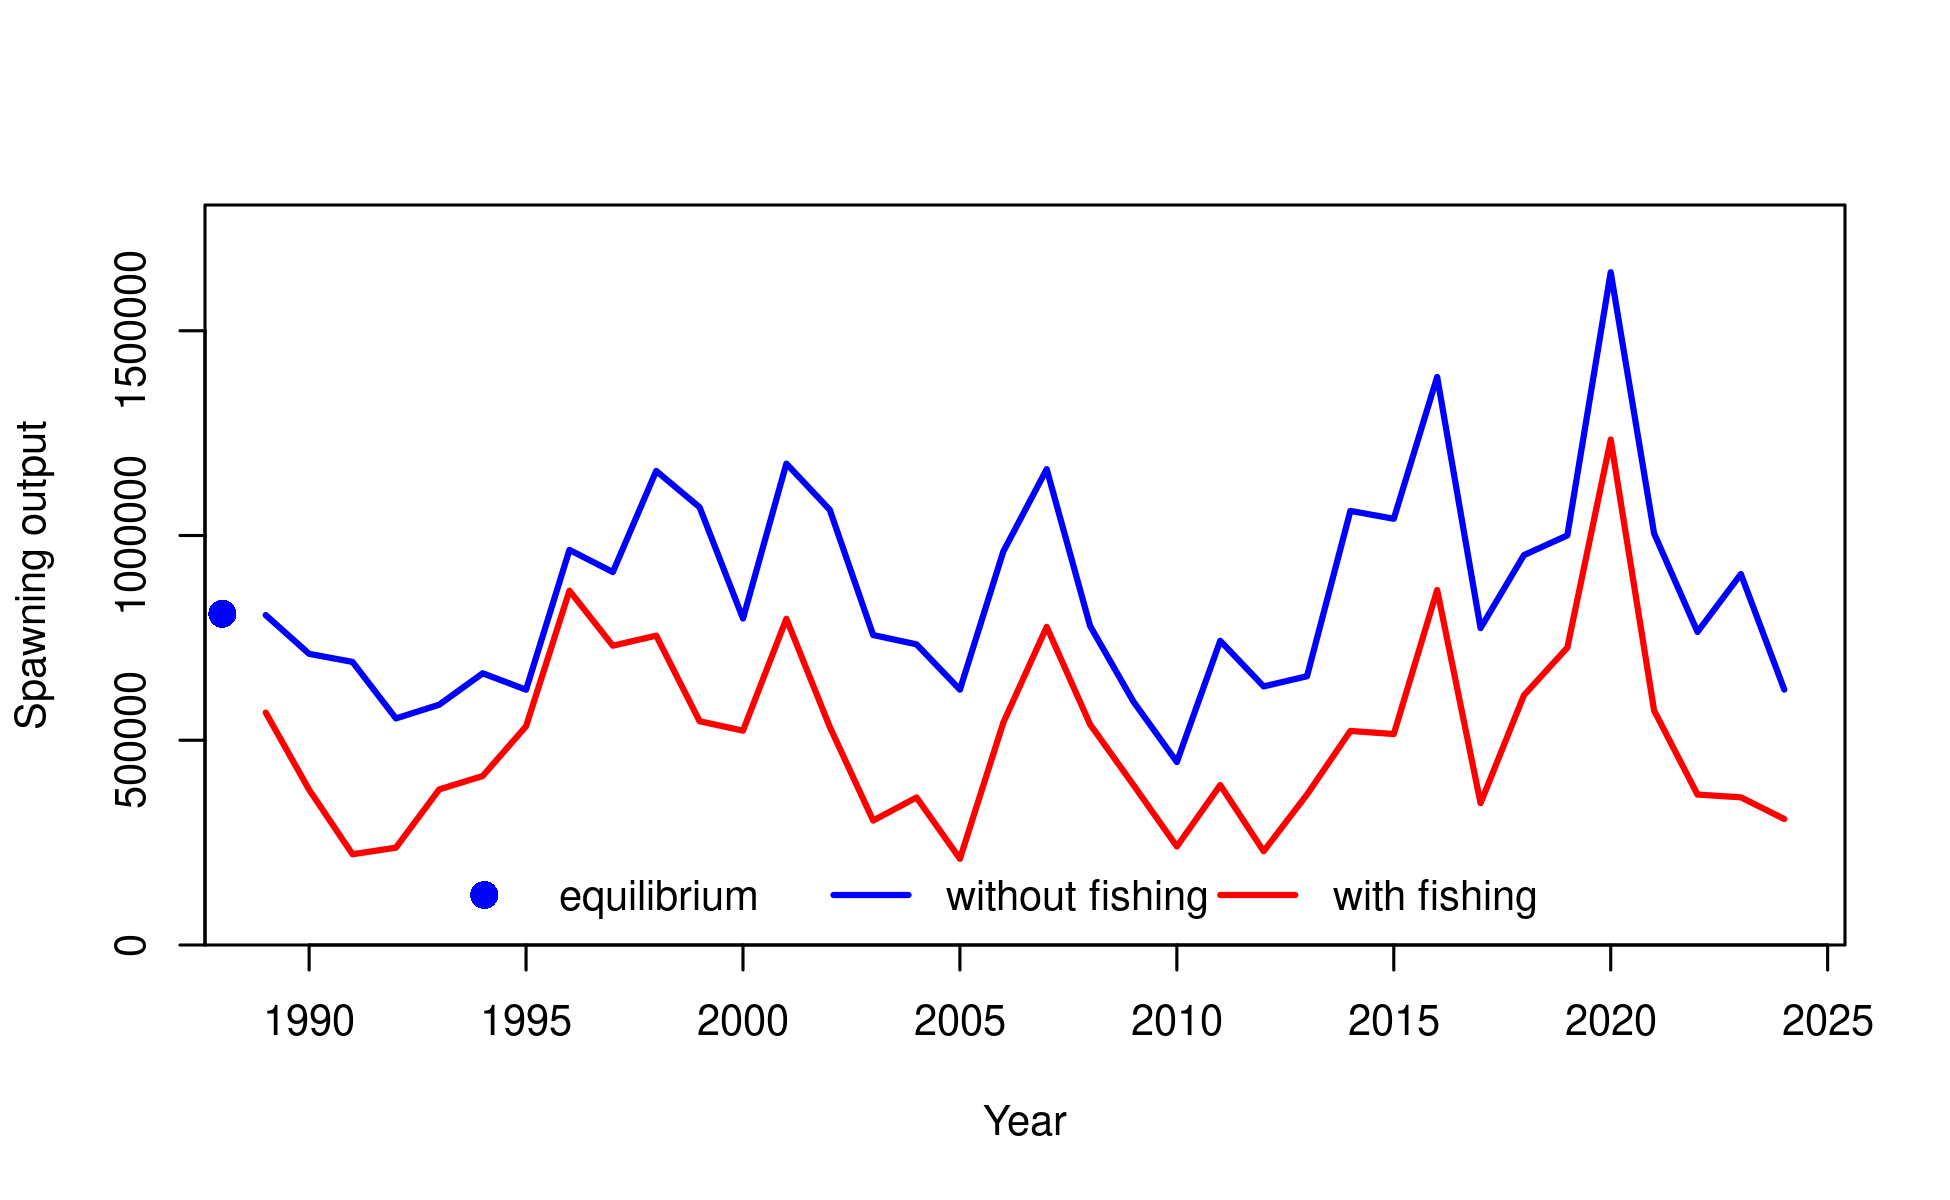 Spawning output
1500000
1000000
500000
0
equilibrium without fishing with fishing
1990 1995 2000 2005 2010 2015 2020 2025
Year